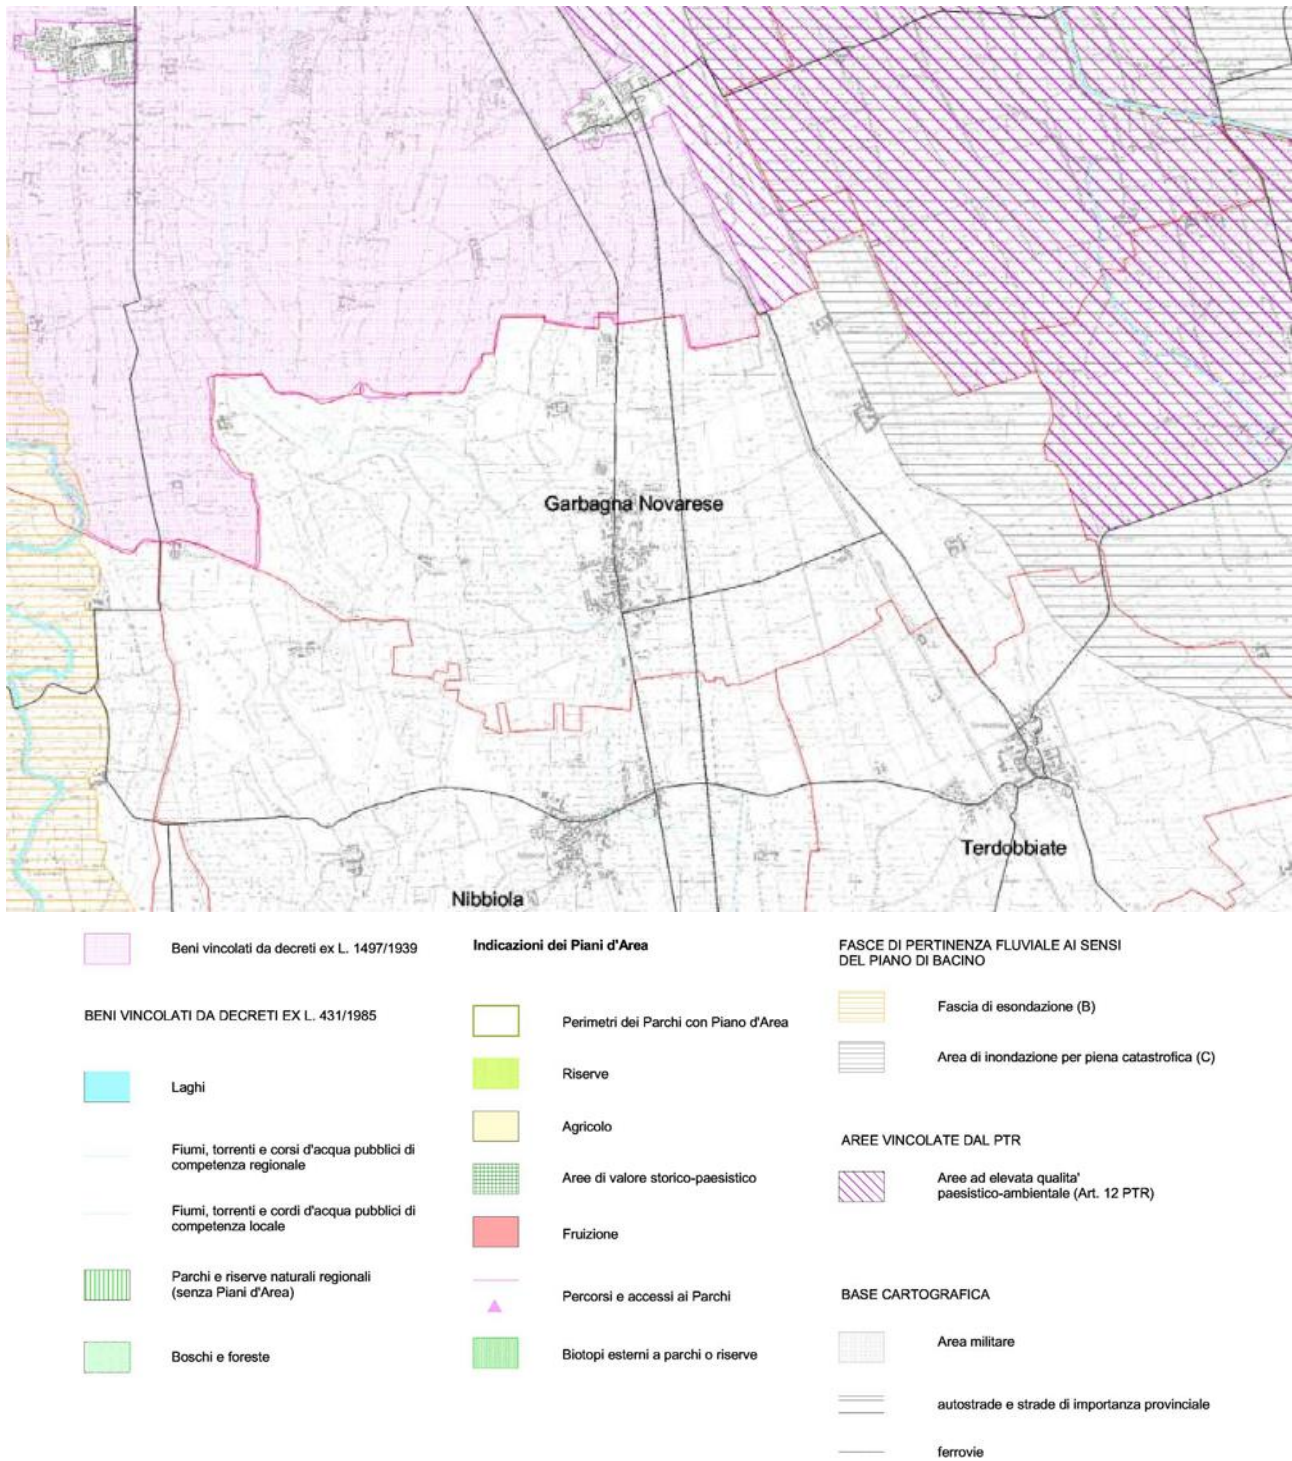 Garbagna Novarese
Terdobbiate
Nibbiola
Beni vincolati da decreti ex L. 1497/1939
BENI VINCOLATI DA DECRETI EX L. 431/1985
Laghi
Fiumi, torrenti e corsi d'acqua pubblici di
competenza regionale
Fiumi, torrenti e cordi d'acqua pubblici di
competenza locale
Parchi e riserve naturali regionali
(senza Piani d'Area)
Boschi e foreste
Indicazioni dei Piani d'Area
Perimetri dei Parchi con Piano d'Area
Riserve
Agricolo
Aree di valore storico-paesistico
Fruizione
Percorsi e accessi ai Parchi
Biotopi esterni a parchi o riserve
FASCE DI PERTINENZA FLUVIALE AI SENSI
DEL PIANO DI BACINO
Fascia di esondazione (B)
Area di inondazione per piena catastrofica (C)
AREE VINCOLATE DAL PTR
Aree ad elevata qualita'
paesistico-ambientale (Art. 12 PTR)
BASE CARTOGRAFICA
Area militare
autostrade e strade di importanza provinciale
ferrovie